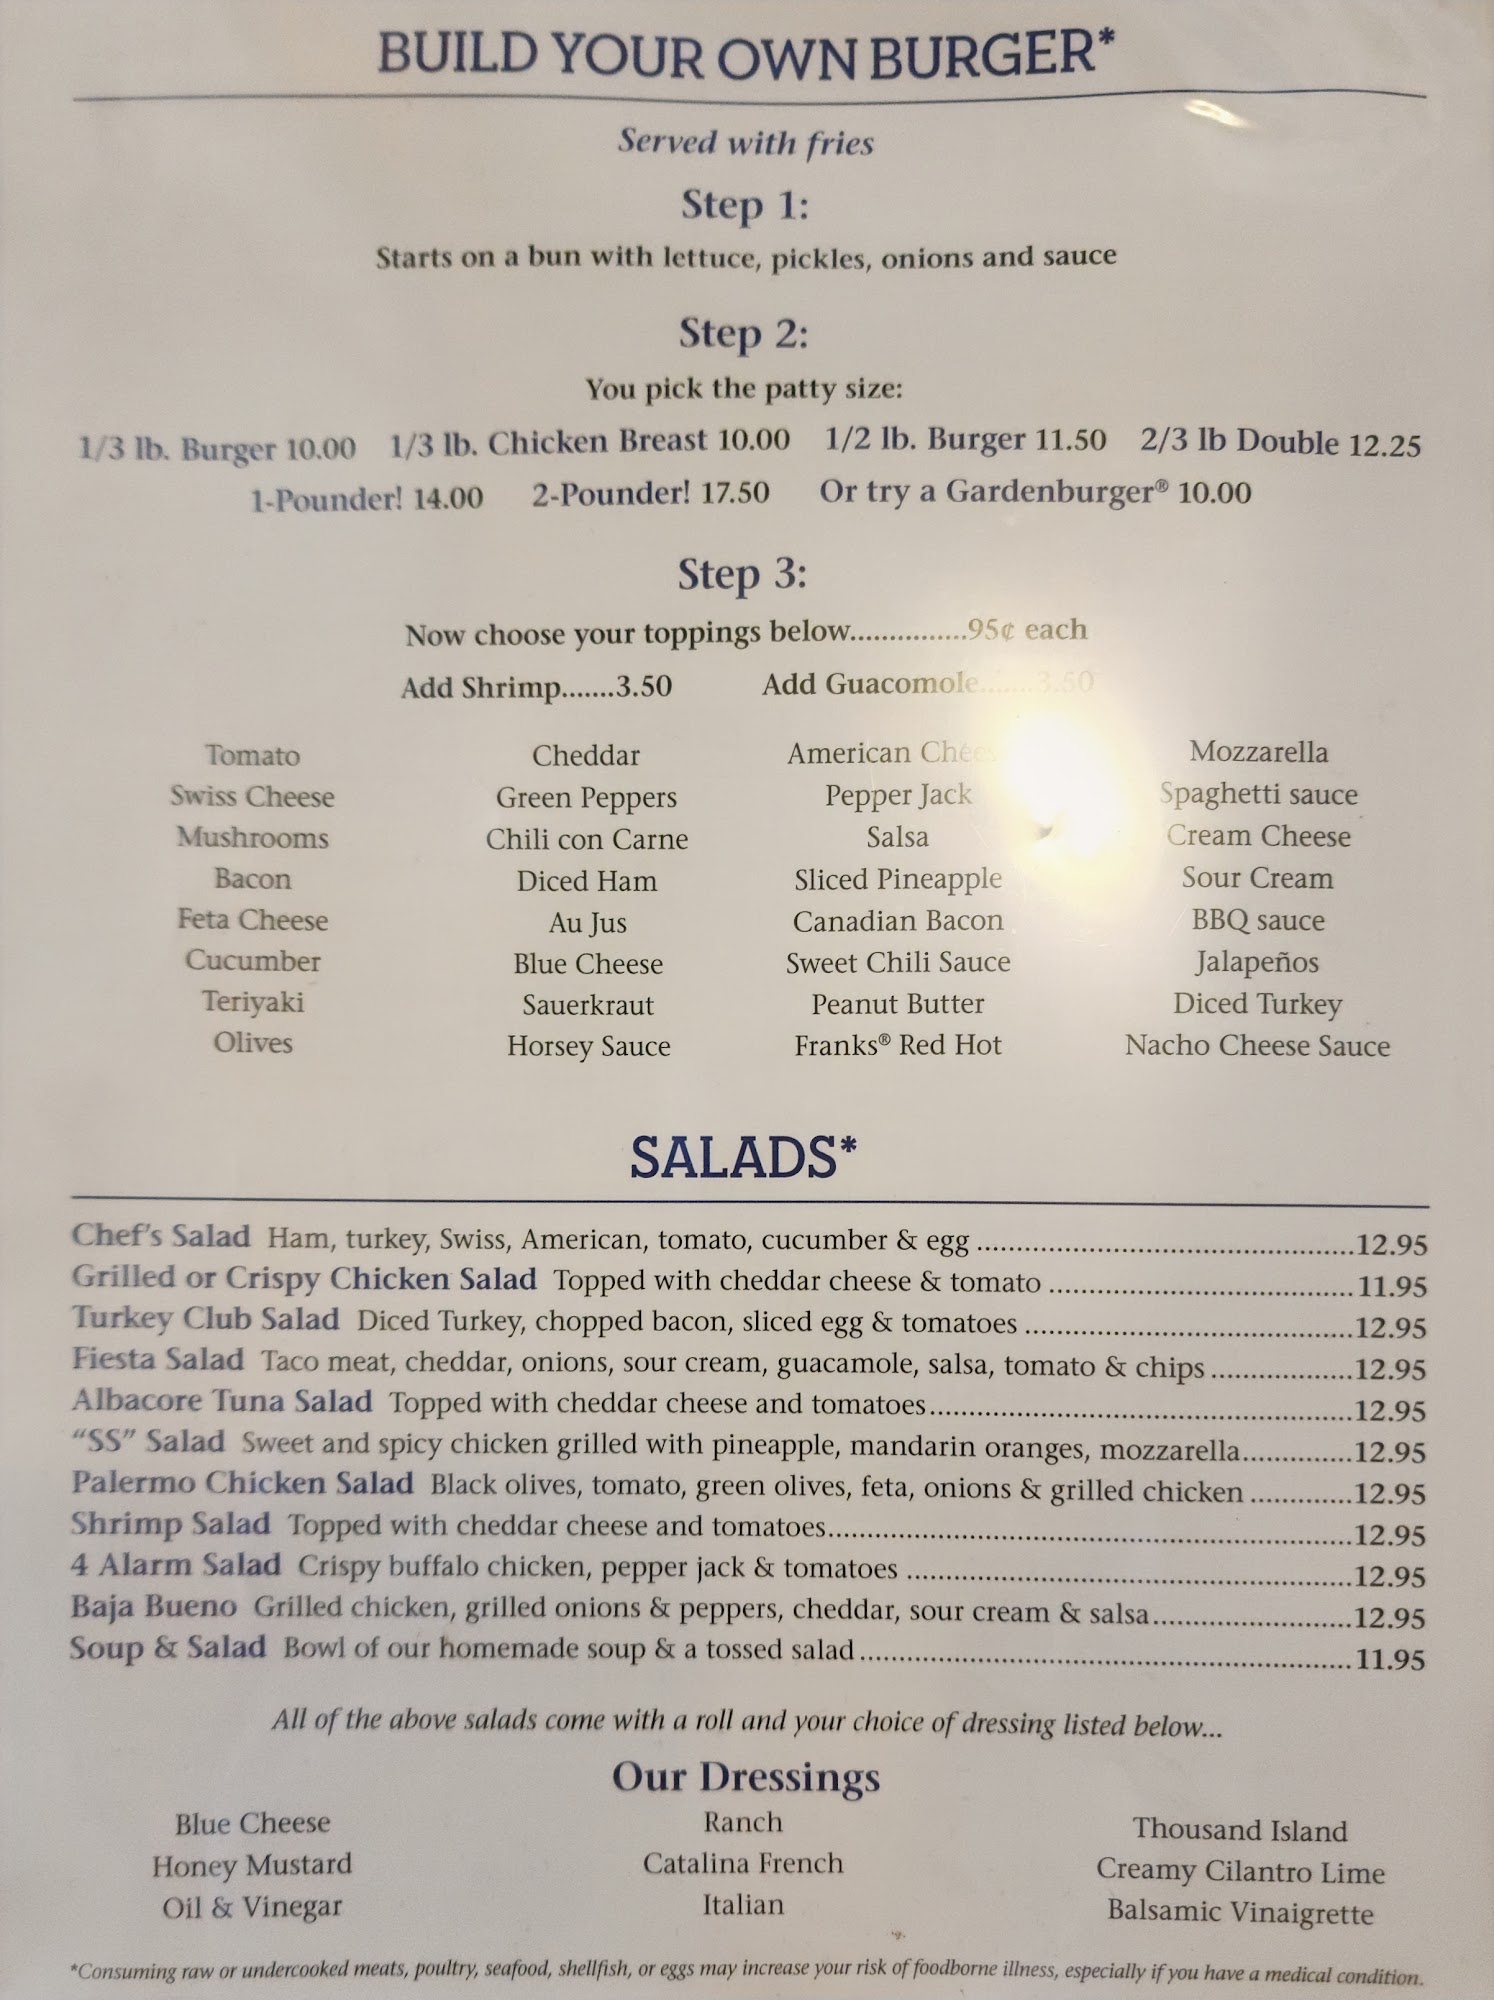 BUILD YOUR OWN BURGER*
Served with fries
Step 1:
Starts on a bun with lettuce, pickles, onions and sauce
Step 2:
You pick the patty size:
1/3 lb. Burger 10.00 1/3 lb. Chicken Breast 10.00 1/2 lb. Burger 11.50 2/3 lb Double 12.25
1-Pounder! 14.00 2-Pounder! 17.50 Or try a Gardenburger® 10.00
Step 3:
Now choose your toppings below...............95¢ each
Add Shrimp.......3.50 Add Guacomole.......3.50
Tomato Cheddar American Cheese Mozzarella
Swiss Cheese Green Peppers Pepper Jack Spaghetti sauce
Mushrooms Chili con Carne Salsa Cream Cheese
Bacon Diced Ham Sliced Pineapple Sour Cream
Feta Cheese Au Jus Canadian Bacon BBQ sauce
Cucumber Blue Cheese Sweet Chili Sauce Jalapeños
Teriyaki Sauerkraut Peanut Butter Diced Turkey
Olives Horsey Sauce Franks® Red Hot Nacho Cheese Sauce
SALADS*
Chef's Salad Ham, turkey, Swiss, American, tomato, cucumber & egg ........ 12.95
Grilled or Crispy Chicken Salad Topped with cheddar cheese & tomato ........ 11.95
Turkey Club Salad Diced Turkey, chopped bacon, sliced egg & tomatoes ........ 12.95
Fiesta Salad Taco meat, cheddar, onions, sour cream, guacamole, salsa, tomato & chips ........ 12.95
Albacore Tuna Salad Topped with cheddar cheese and tomatoes........ 12.95
“SS” Salad Sweet and spicy chicken grilled with pineapple, mandarin oranges, mozzarella........ 12.95
Palermo Chicken Salad Black olives, tomato, green olives, feta, onions & grilled chicken ........ 12.95
Shrimp Salad Topped with cheddar cheese and tomatoes........ 12.95
4 Alarm Salad Crispy buffalo chicken, pepper jack & tomatoes ........ 12.95
Baja Bueno Grilled chicken, grilled onions & peppers, cheddar, sour cream & salsa........ 12.95
Soup & Salad Bowl of our homemade soup & a tossed salad........ 11.95
All of the above salads come with a roll and your choice of dressing listed below...
Our Dressings
Blue Cheese Ranch Thousand Island
Honey Mustard Catalina French Creamy Cilantro Lime
Oil & Vinegar Italian Balsamic Vinaigrette
*Consuming raw or undercooked meats, poultry, seafood, shellfish, or eggs may increase your risk of foodborne illness, especially if you have a medical condition.